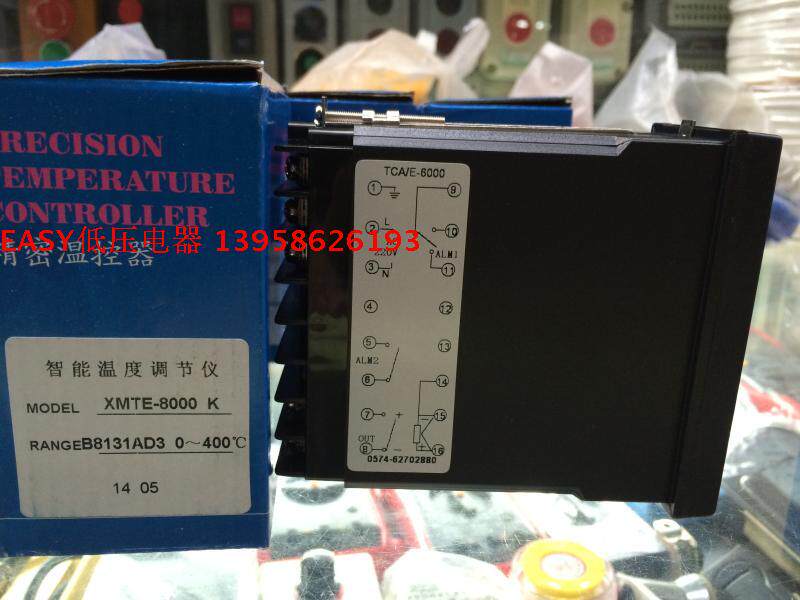 RECISION
TEMPERATURE
CONTROLLER
EASY低压电器 13958626193
精密温控器
智能温度调节仪
MODEL XMTE-8000 K
RANGE B8131AD3 0～400℃
14 05
TCA/E-8000
1
9
2 L
10
220V
ALM1
3 N
11
4
12
5
13
ALM2
6
14
7 +
15
OUT
8 −
16
0574-62702880